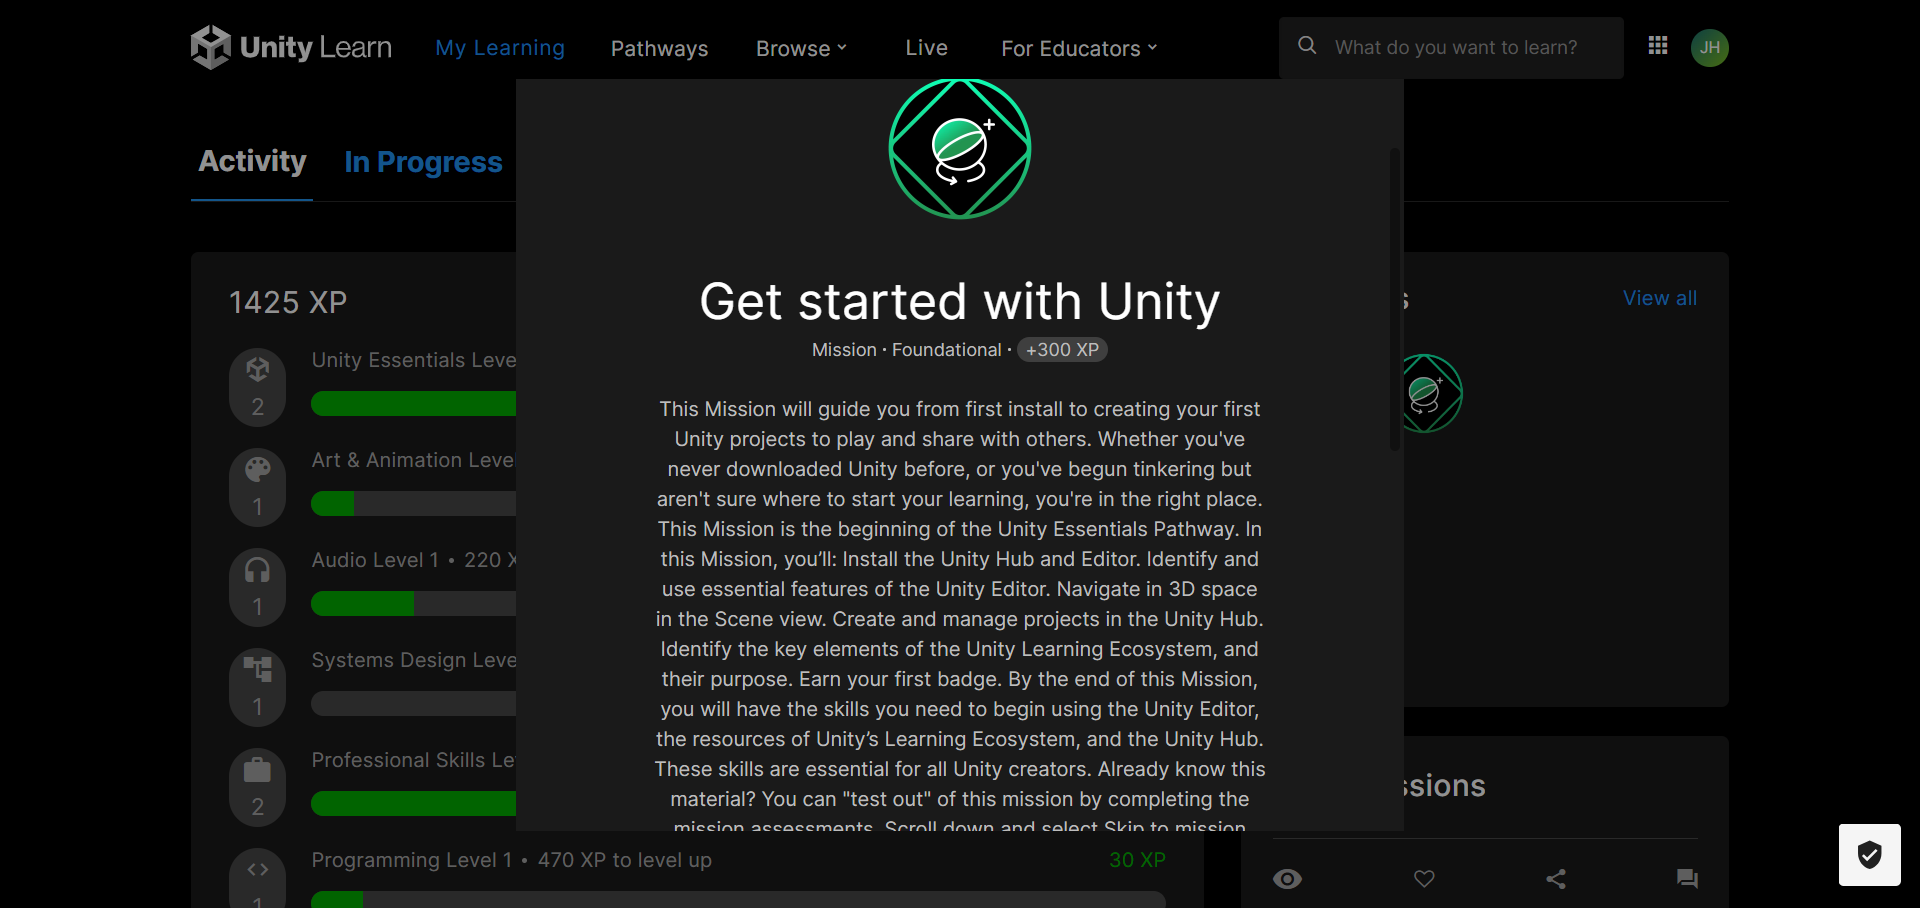 Unity Learn
My Learning
Pathways
Browse
Live
For Educators
What do you want to learn?
JH
Activity
In Progress
1425 XP
View all
2
Unity Essentials Leve
1
Art & Animation Leve
1
Audio Level 1 • 220 X
1
Systems Design Leve
2
Professional Skills Le
1
Programming Level 1 • 470 XP to level up
30 XP
Get started with Unity
Mission · Foundational · +300 XP
This Mission will guide you from first install to creating your first
Unity projects to play and share with others. Whether you've
never downloaded Unity before, or you've begun tinkering but
aren't sure where to start your learning, you're in the right place.
This Mission is the beginning of the Unity Essentials Pathway. In
this Mission, you’ll: Install the Unity Hub and Editor. Identify and
use essential features of the Unity Editor. Navigate in 3D space
in the Scene view. Create and manage projects in the Unity Hub.
Identify the key elements of the Unity Learning Ecosystem, and
their purpose. Earn your first badge. By the end of this Mission,
you will have the skills you need to begin using the Unity Editor,
the resources of Unity’s Learning Ecosystem, and the Unity Hub.
These skills are essential for all Unity creators. Already know this
material? You can "test out" of this mission by completing the
mission assessments. Scroll down and select Skip to mission
s
ssions